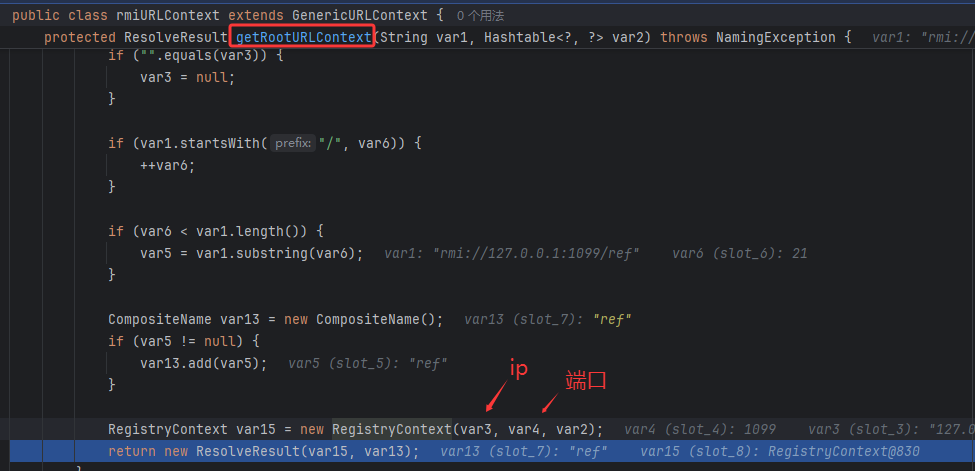 public class rmiURLContext extends GenericURLContext { 0个用法
protected ResolveResult getRootURLContext(String var1, Hashtable<?, ?> var2) throws NamingException { var1: "rmi://
if ("".equals(var3)) {
var3 = null;
}
if (var1.startsWith( prefix: "/", var6)) {
++var6;
}
if (var6 < var1.length()) {
var5 = var1.substring(var6); var1: "rmi://127.0.0.1:1099/ref" var6 (slot_6): 21
}
CompositeName var13 = new CompositeName(); var13 (slot_7): "ref"
if (var5 != null) {
var13.add(var5); var5 (slot_5): "ref"
}
ip
端口
RegistryContext var15 = new RegistryContext(var3, var4, var2); var4 (slot_4): 1099 var3 (slot_3): "127.0
return new ResolveResult(var15, var13); var13 (slot_7): "ref" var15 (slot_8): RegistryContext@830
}